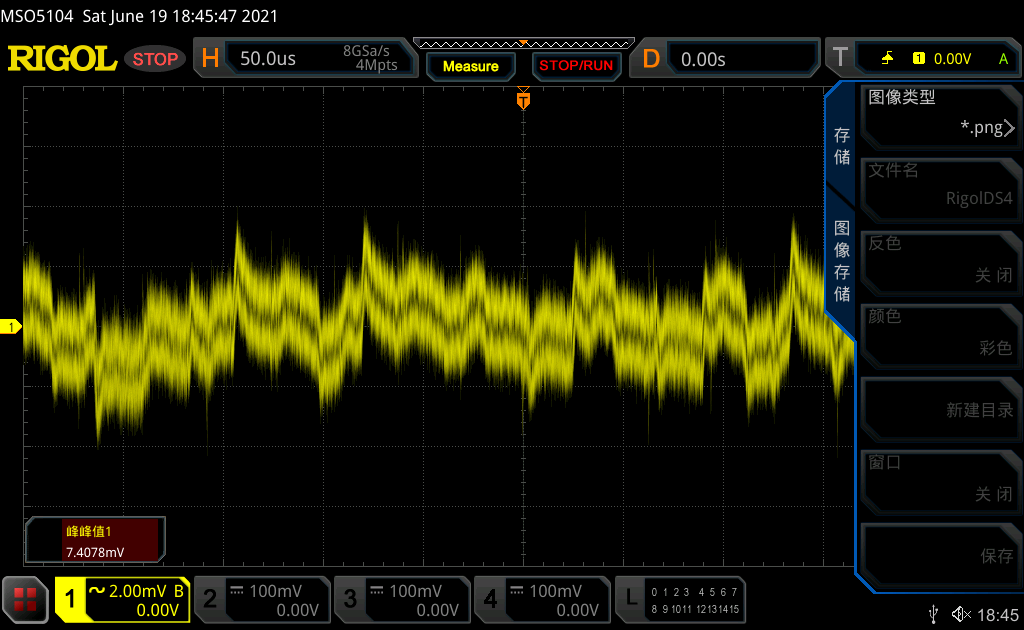 MSO5104 Sat June 19 18:45:47 2021
RIGOL STOP H 50.0us 8GSa/s 4Mpts Measure STOP/RUN D 0.00s T 1 0.00V A
T
存储
图像存储
图像类型
*.png
文件名
RigolDS4
反色
关闭
颜色
彩色
新建目录
窗口
关闭
保存
1
峰峰值1
7.4078mV
1 2.00mV B
0.00V
2 100mV
0.00V
3 100mV
0.00V
4 100mV
0.00V
L 0 1 2 3 4 5 6 7
8 9 10 11 12 13 14 15
18:45